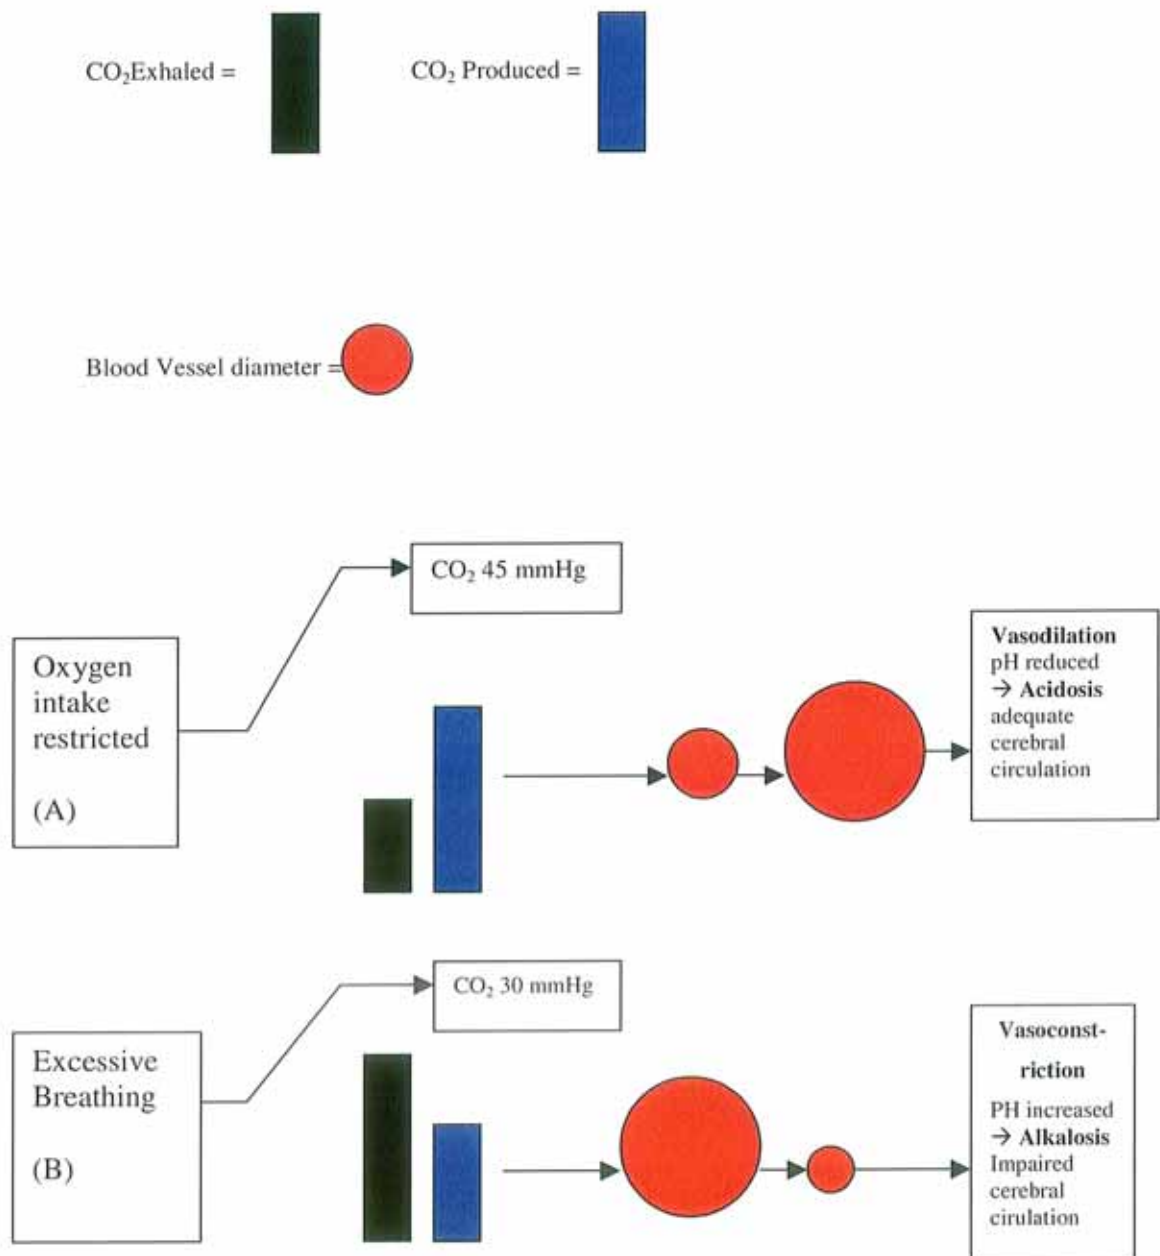 CO₂Exhaled =
CO₂ Produced =
Blood Vessel diameter =
CO₂ 45 mmHg
Oxygen
intake
restricted
(A)
Vasodilation
pH reduced
→ Acidosis
adequate
cerebral
circulation
CO₂ 30 mmHg
Excessive
Breathing
(B)
Vasoconst-
riction
PH increased
→ Alkalosis
Impaired
cerebral
cirulation